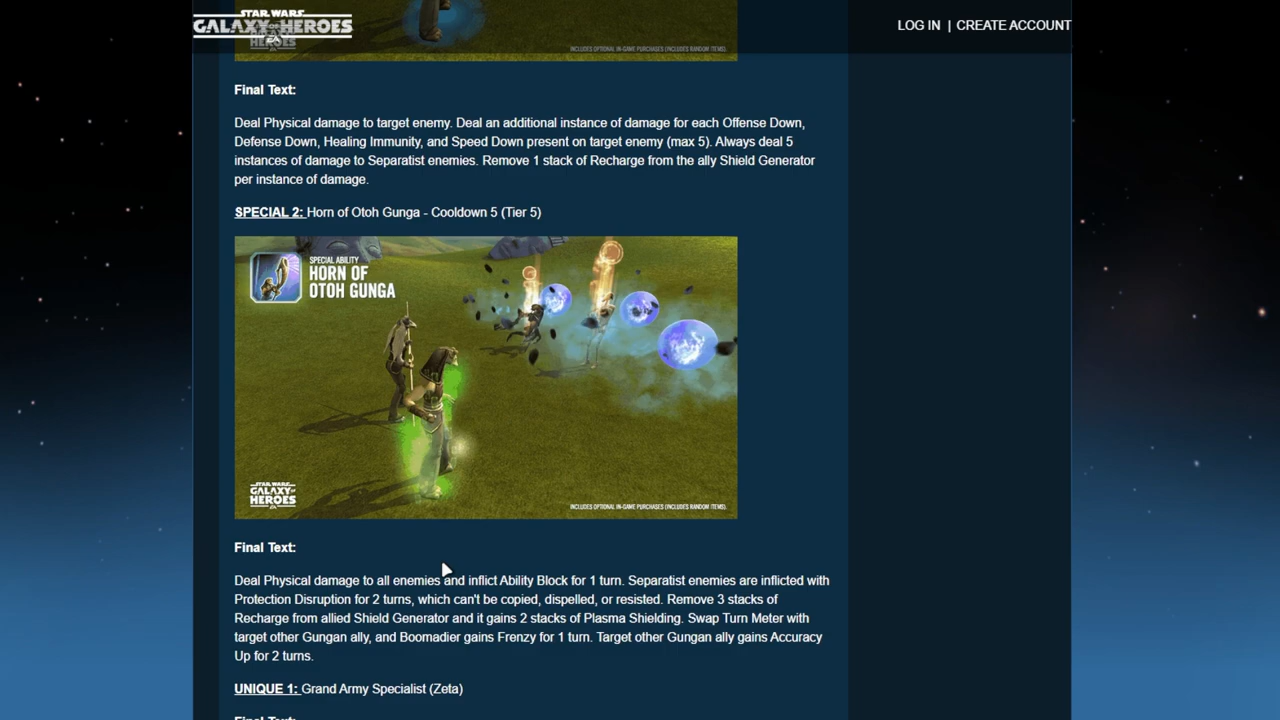 STAR WARS
GALAXY OF HEROES
LOG IN | CREATE ACCOUNT
HEROES
INCLUDES OPTIONAL IN-GAME PURCHASES (INCLUDES RANDOM ITEMS).
Final Text:
Deal Physical damage to target enemy. Deal an additional instance of damage for each Offense Down,
Defense Down, Healing Immunity, and Speed Down present on target enemy (max 5). Always deal 5
instances of damage to Separatist enemies. Remove 1 stack of Recharge from the ally Shield Generator
per instance of damage.
SPECIAL 2: Horn of Otoh Gunga - Cooldown 5 (Tier 5)
SPECIAL ABILITY
HORN OF
OTOH GUNGA
STAR WARS
GALAXY OF
HEROES
INCLUDES OPTIONAL IN-GAME PURCHASES (INCLUDES RANDOM ITEMS).
Final Text:
Deal Physical damage to all enemies and inflict Ability Block for 1 turn. Separatist enemies are inflicted with
Protection Disruption for 2 turns, which can't be copied, dispelled, or resisted. Remove 3 stacks of
Recharge from allied Shield Generator and it gains 2 stacks of Plasma Shielding. Swap Turn Meter with
target other Gungan ally, and Boomadier gains Frenzy for 1 turn. Target other Gungan ally gains Accuracy
Up for 2 turns.
UNIQUE 1: Grand Army Specialist (Zeta)
Final Text: